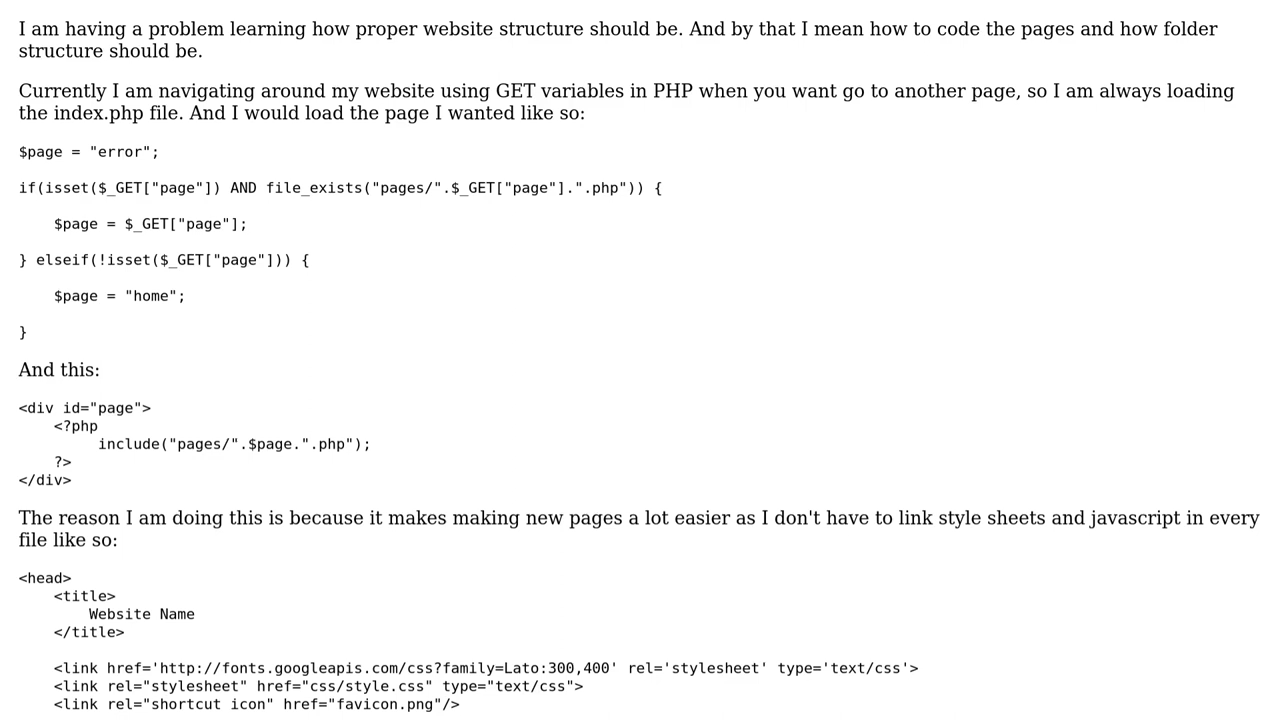 I am having a problem learning how proper website structure should be. And by that I mean how to code the pages and how folder
structure should be.
Currently I am navigating around my website using GET variables in PHP when you want go to another page, so I am always loading
the index.php file. And I would load the page I wanted like so:
$page = "error";
if(isset($_GET["page"]) AND file_exists("pages/".$_GET["page"].".php")) {
    $page = $_GET["page"];
} elseif(!isset($_GET["page"])) {
    $page = "home";
}
And this:
<div id="page">
    <?php
         include("pages/".$page.".php");
    ?>
</div>
The reason I am doing this is because it makes making new pages a lot easier as I don't have to link style sheets and javascript in every
file like so:
<head>
    <title>
        Website Name
    </title>
    <link href='http://fonts.googleapis.com/css?family=Lato:300,400' rel='stylesheet' type='text/css'>
    <link rel="stylesheet" href="css/style.css" type="text/css">
    <link rel="shortcut icon" href="favicon.png"/>